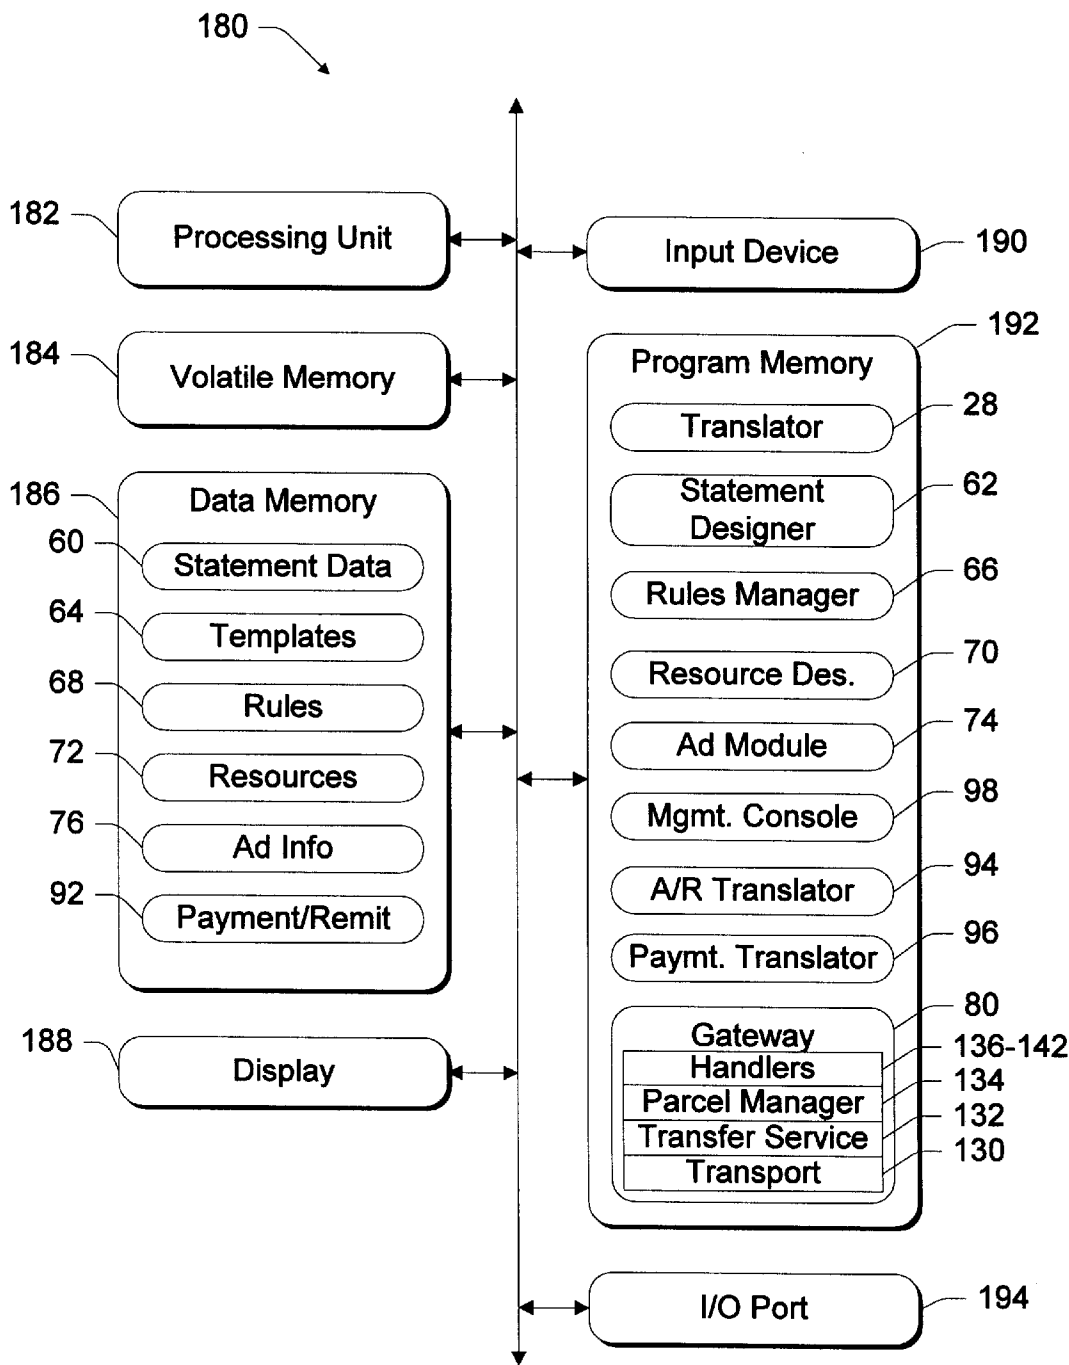 180
182
Processing Unit
Input Device
190
184
Volatile Memory
192
Program Memory
Translator
28
Statement
Designer
62
Rules Manager
66
Resource Des.
70
Ad Module
74
Mgmt. Console
98
A/R Translator
94
Paymt. Translator
96
Gateway
80
Handlers
136-142
Parcel Manager
134
Transfer Service
132
Transport
130
186
Data Memory
60
Statement Data
64
Templates
68
Rules
72
Resources
76
Ad Info
92
Payment/Remit
188
Display
I/O Port
194